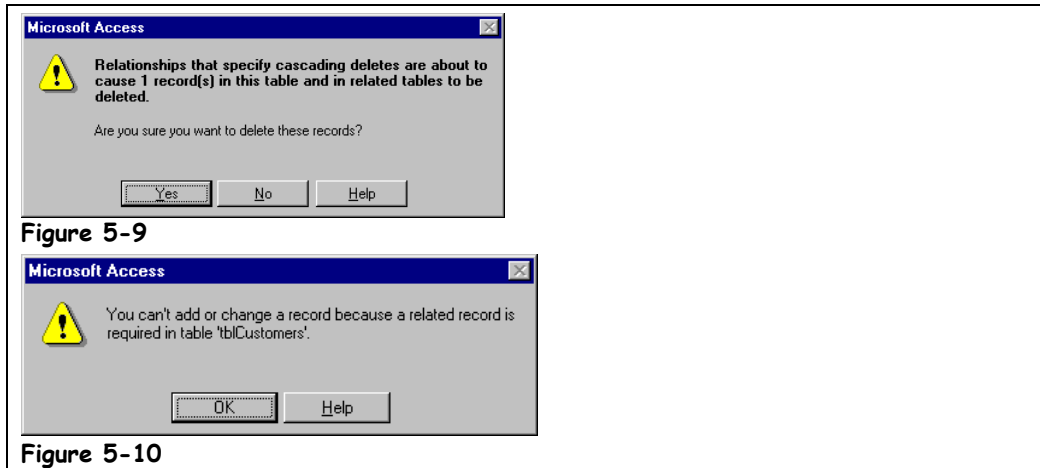 Microsoft Access
Relationships that specify cascading deletes are about to
cause 1 record(s) in this table and in related tables to be
deleted.
Are you sure you want to delete these records?
Yes No Help
Figure 5-9
Microsoft Access
You can't add or change a record because a related record is
required in table 'tblCustomers'.
OK Help
Figure 5-10